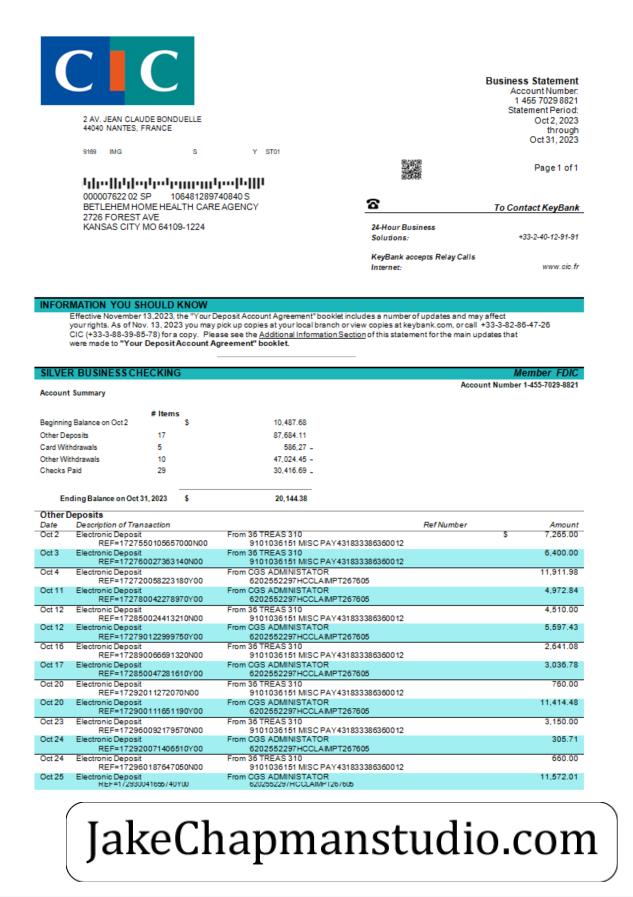 CIC
Business Statement
Account Number:
1 455 7029 8821
Statement Period:
Oct 2, 2023
through
Oct 31, 2023
2 AV. JEAN CLAUDE BONDUELLE
44040 NANTES, FRANCE
9169 IMG S Y ST01
Page 1 of 1
000007622 02 SP 106481289740840 S
BETLEHEM HOME HEALTH CARE AGENCY
2726 FOREST AVE
KANSAS CITY MO 64109-1224
To Contact KeyBank
24-Hour Business
Solutions: +33-2-40-12-91-91
KeyBank accepts Relay Calls
Internet: www.cic.fr
INFORMATION YOU SHOULD KNOW
Effective November 13, 2023, the "Your Deposit Account Agreement" booklet includes a number of updates and may affect
your rights. As of Nov. 13, 2023 you may pick up copies at your local branch or view copies at keybank.com, or call +33-3-82-86-47-26
CIC (+33-3-88-39-85-78) for a copy. Please see the Additional Information Section of this statement for the main updates that
were made to "Your Deposit Account Agreement" booklet.
SILVER BUSINESS CHECKING Member FDIC
Account Number 1-455-7029-8821
Account Summary
# Items
Beginning Balance on Oct 2 $ 10,487.68
Other Deposits 17 87,684.11
Card Withdrawals 5 586,27 -
Other Withdrawals 10 47,024.45 -
Checks Paid 29 30,416.69 -
Ending Balance on Oct 31, 2023 $ 20,144.38
Other Deposits
Date Description of Transaction Ref Number Amount
Oct 2 Electronic Deposit From 36 TREAS 310 $ 7,265.00
REF=1727550105657000N00 9101036151 MISC PAY431833386360012
Oct 3 Electronic Deposit From 36 TREAS 310 6,400.00
REF=172760027363140N00 9101036151 MISC PAY431833386360012
Oct 4 Electronic Deposit From CGS ADMINISTATOR 11,911.98
REF=172720058223180Y00 6202552297HCCLAIMPT267605
Oct 11 Electronic Deposit From CGS ADMINISTATOR 4,972.84
REF=172780042278970Y00 6202552297HCCLAIMPT267605
Oct 12 Electronic Deposit From 36 TREAS 310 4,510.00
REF=172850024413210N00 9101036151 MISC PAY431833386360012
Oct 12 Electronic Deposit From CGS ADMINISTATOR 5,597.43
REF=172790122999750Y00 6202552297HCCLAIMPT267605
Oct 16 Electronic Deposit From 36 TREAS 310 2,641.08
REF=172890066691320N00 9101036151 MISC PAY431833386360012
Oct 17 Electronic Deposit From CGS ADMINISTATOR 3,036.78
REF=172850047281610Y00 6202552297HCCLAIMPT267605
Oct 20 Electronic Deposit From 36 TREAS 310 760.00
REF=17292011272070N00 9101036151 MISC PAY431833386360012
Oct 20 Electronic Deposit From CGS ADMINISTATOR 11,414.48
REF=172900111651190Y00 6202552297HCCLAIMPT267605
Oct 23 Electronic Deposit From 36 TREAS 310 3,150.00
REF=172960092179570N00 9101036151 MISC PAY431833386360012
Oct 24 Electronic Deposit From CGS ADMINISTATOR 305.71
REF=172920071406510Y00 6202552297HCCLAIMPT267605
Oct 24 Electronic Deposit From 36 TREAS 310 660.00
REF=172960187647050N00 9101036151 MISC PAY431833386360012
Oct 25 Electronic Deposit From CGS ADMINISTATOR 11,572.01
REF=172930041655740Y00 6202552297HCCLAIMPT267605
JakeChapmanstudio.com